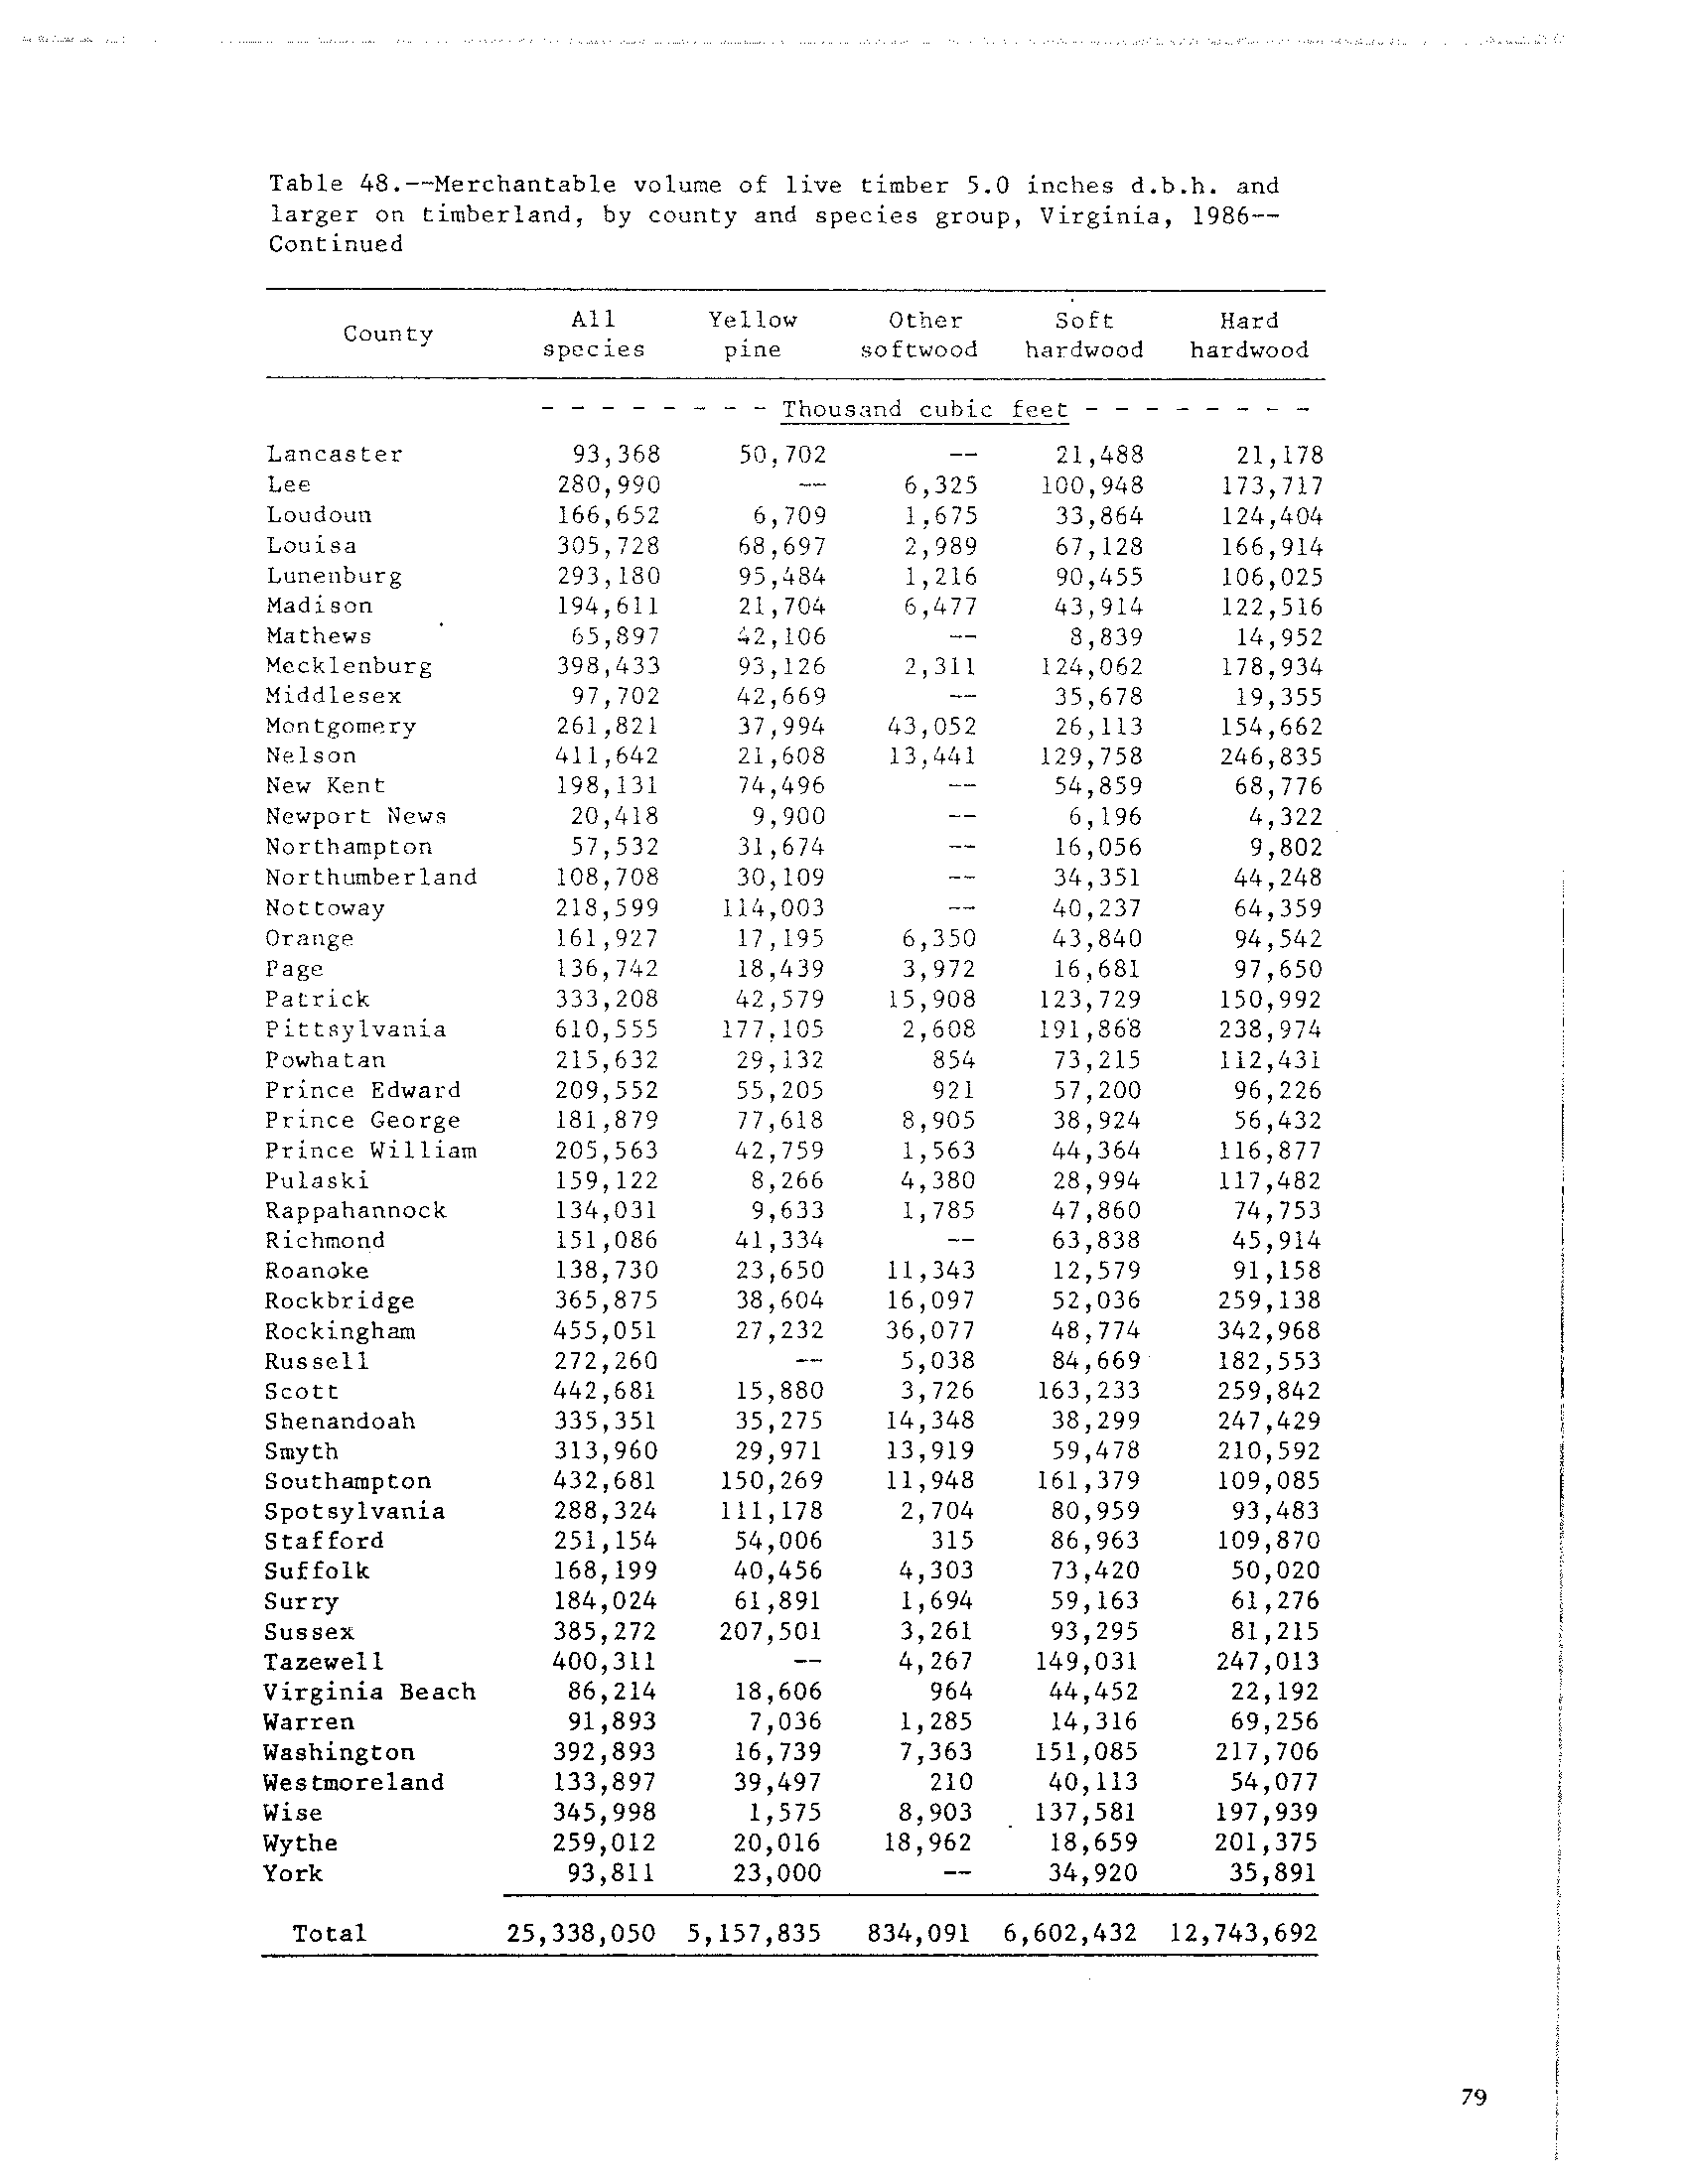 Table 48.--Merchantable volume of live timber 5.0 inches d.b.h. and
larger on timberland, by county and species group, Virginia, 1986--
Continued
County All species Yellow pine Other softwood Soft hardwood Hard hardwood
- - - - - - - - Thousand cubic feet - - - - - - - -
Lancaster 93,368 50,702 -- 21,488 21,178
Lee 280,990 -- 6,325 100,948 173,717
Loudoun 166,652 6,709 1,675 33,864 124,404
Louisa 305,728 68,697 2,989 67,128 166,914
Lunenburg 293,180 95,484 1,216 90,455 106,025
Madison 194,611 21,704 6,477 43,914 122,516
Mathews 65,897 42,106 -- 8,839 14,952
Mecklenburg 398,433 93,126 2,311 124,062 178,934
Middlesex 97,702 42,669 -- 35,678 19,355
Montgomery 261,821 37,994 43,052 26,113 154,662
Nelson 411,642 21,608 13,441 129,758 246,835
New Kent 198,131 74,496 -- 54,859 68,776
Newport News 20,418 9,900 -- 6,196 4,322
Northampton 57,532 31,674 -- 16,056 9,802
Northumberland 108,708 30,109 -- 34,351 44,248
Nottoway 218,599 114,003 -- 40,237 64,359
Orange 161,927 17,195 6,350 43,840 94,542
Page 136,742 18,439 3,972 16,681 97,650
Patrick 333,208 42,579 15,908 123,729 150,992
Pittsylvania 610,555 177,105 2,608 191,868 238,974
Powhatan 215,632 29,132 854 73,215 112,431
Prince Edward 209,552 55,205 921 57,200 96,226
Prince George 181,879 77,618 8,905 38,924 56,432
Prince William 205,563 42,759 1,563 44,364 116,877
Pulaski 159,122 8,266 4,380 28,994 117,482
Rappahannock 134,031 9,633 1,785 47,860 74,753
Richmond 151,086 41,334 -- 63,838 45,914
Roanoke 138,730 23,650 11,343 12,579 91,158
Rockbridge 365,875 38,604 16,097 52,036 259,138
Rockingham 455,051 27,232 36,077 48,774 342,968
Russell 272,260 -- 5,038 84,669 182,553
Scott 442,681 15,880 3,726 163,233 259,842
Shenandoah 335,351 35,275 14,348 38,299 247,429
Smyth 313,960 29,971 13,919 59,478 210,592
Southampton 432,681 150,269 11,948 161,379 109,085
Spotsylvania 288,324 111,178 2,704 80,959 93,483
Stafford 251,154 54,006 315 86,963 109,870
Suffolk 168,199 40,456 4,303 73,420 50,020
Surry 184,024 61,891 1,694 59,163 61,276
Sussex 385,272 207,501 3,261 93,295 81,215
Tazewell 400,311 -- 4,267 149,031 247,013
Virginia Beach 86,214 18,606 964 44,452 22,192
Warren 91,893 7,036 1,285 14,316 69,256
Washington 392,893 16,739 7,363 151,085 217,706
Westmoreland 133,897 39,497 210 40,113 54,077
Wise 345,998 1,575 8,903 137,581 197,939
Wythe 259,012 20,016 18,962 18,659 201,375
York 93,811 23,000 -- 34,920 35,891
Total 25,338,050 5,157,835 834,091 6,602,432 12,743,692
79